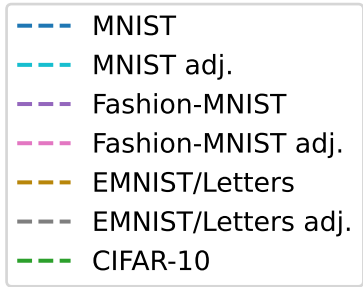 MNIST
MNIST adj.
Fashion-MNIST
Fashion-MNIST adj.
EMNIST/Letters
EMNIST/Letters adj.
CIFAR-10